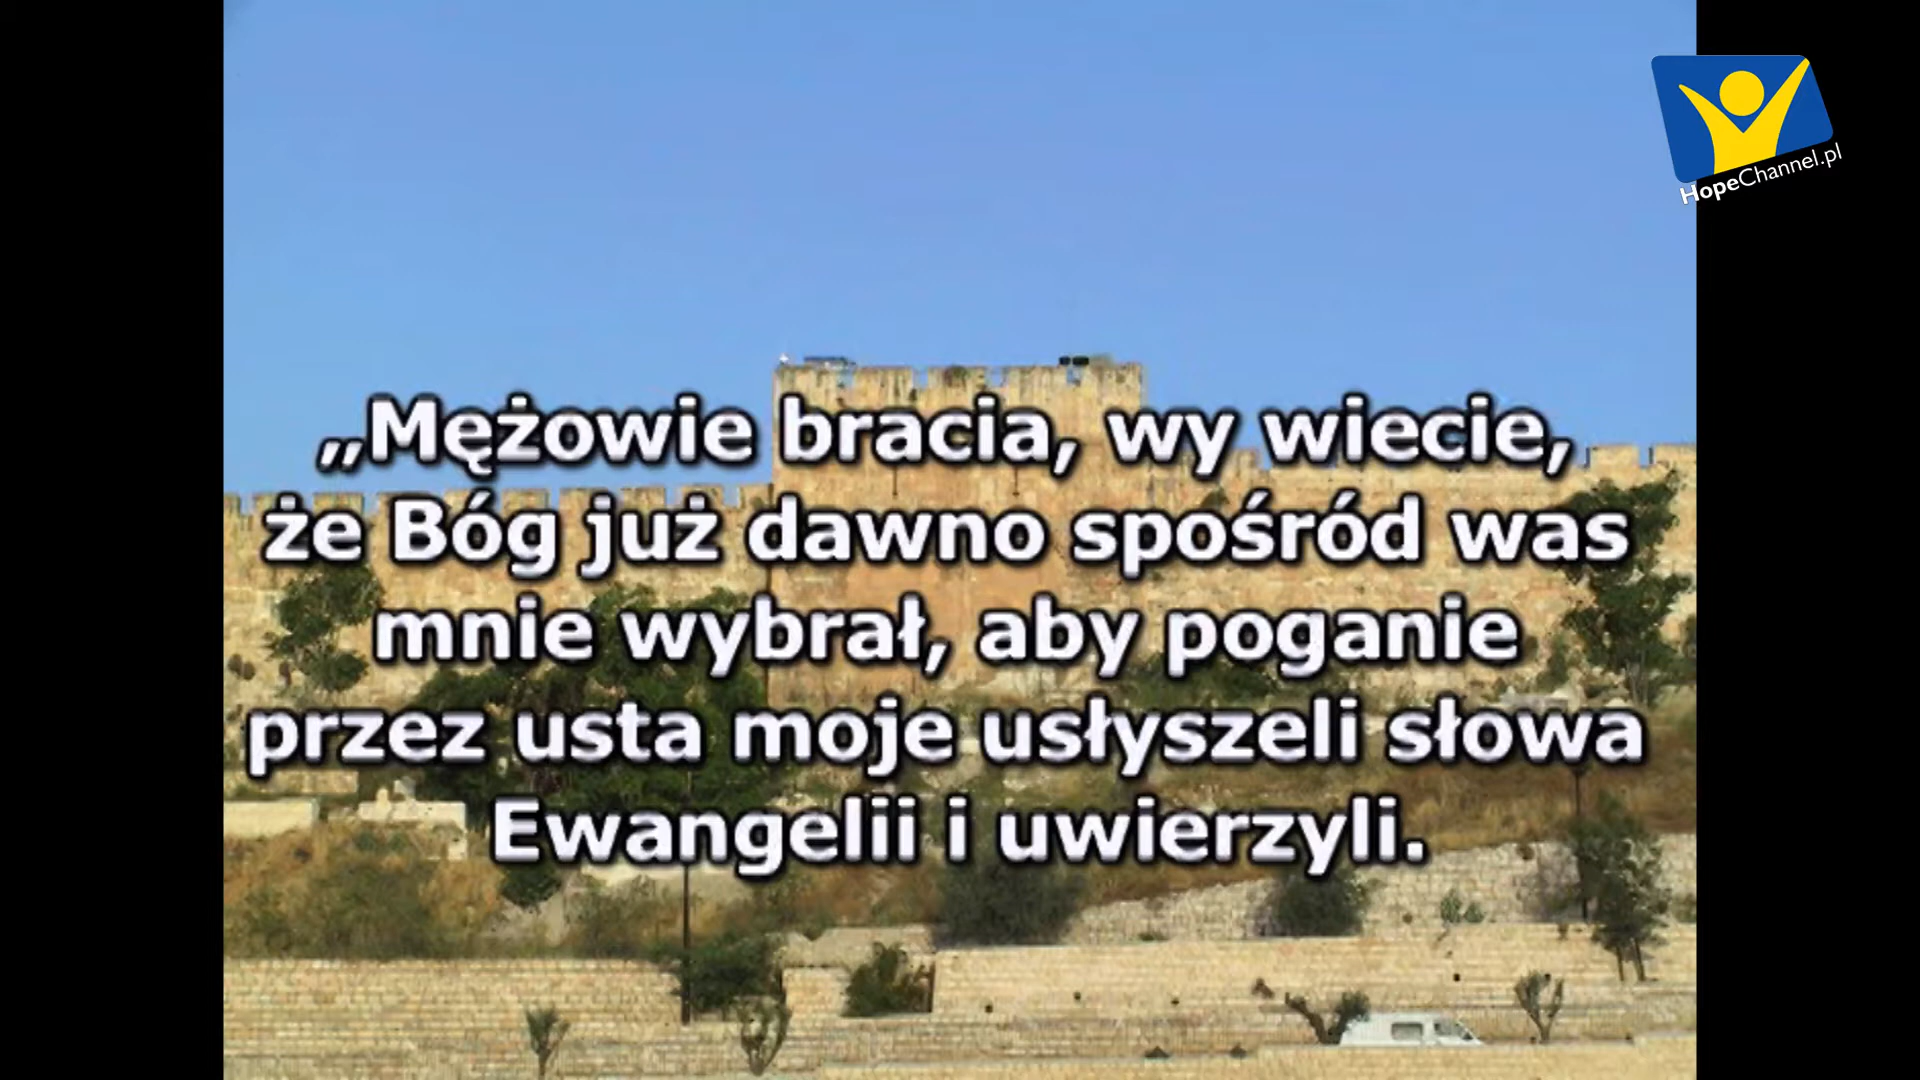 HopeChannel.pl
„Mężowie bracia, wy wiecie,
że Bóg już dawno spośród was
mnie wybrał, aby poganie
przez usta moje usłyszeli słowa
Ewangelii i uwierzyli.